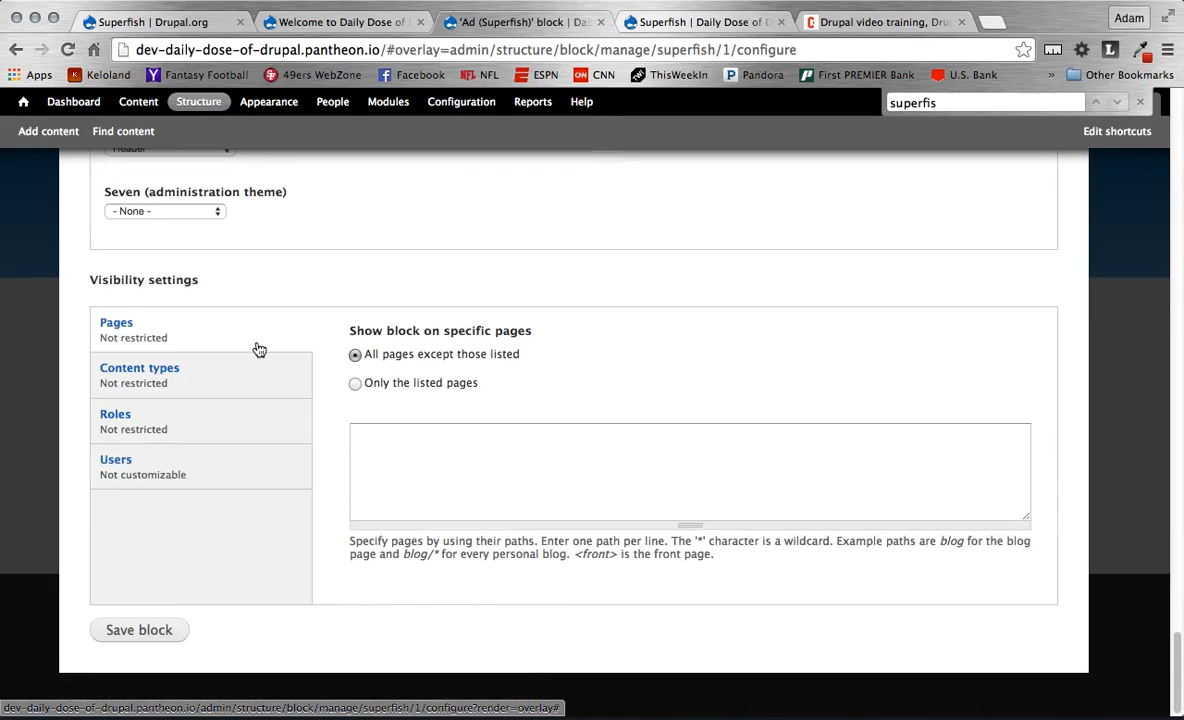 Superfish | Drupal.org
Welcome to Daily Dose of
'Ad (Superfish)' block | Dai
Superfish | Daily Dose of D
Drupal video training, Dru
Adam
dev-daily-dose-of-drupal.pantheon.io/#overlay=admin/structure/block/manage/superfish/1/configure
Apps
Keloland
Fantasy Football
49ers WebZone
Facebook
NFL
ESPN
CNN
ThisWeekIn
Pandora
First PREMIER Bank
U.S. Bank
»
Other Bookmarks
Dashboard
Content
Structure
Appearance
People
Modules
Configuration
Reports
Help
superfis
Add content
Find content
Edit shortcuts
Header
Seven (administration theme)
- None -
Visibility settings
Pages
Not restricted
Content types
Not restricted
Roles
Not restricted
Users
Not customizable
Show block on specific pages
All pages except those listed
Only the listed pages
Specify pages by using their paths. Enter one path per line. The '*' character is a wildcard. Example paths are blog for the blog
page and blog/* for every personal blog. <front> is the front page.
Save block
dev-daily-dose-of-drupal.pantheon.io/admin/structure/block/manage/superfish/1/configure?render=overlay#